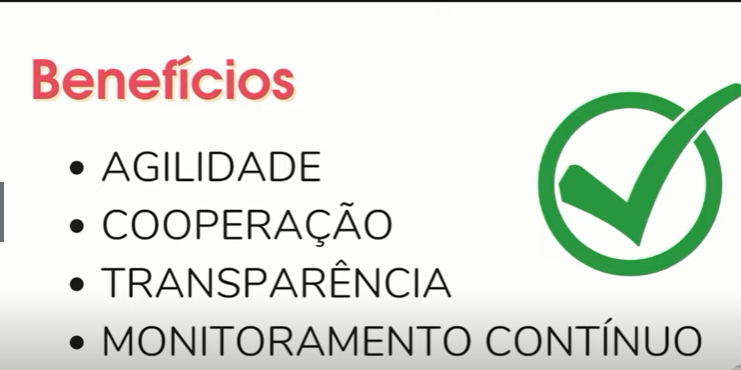 Benefícios
• AGILIDADE
• COOPERAÇÃO
• TRANSPARÊNCIA
• MONITORAMENTO CONTÍNUO